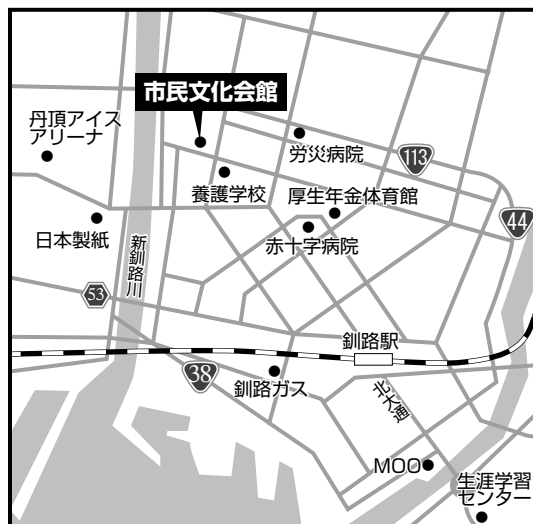 市民文化会館
丹頂アイス
アリーナ
労災病院
113
養護学校
厚生年金体育館
44
日本製紙
新釧路川
赤十字病院
53
釧路駅
38
釧路ガス
北大通
MOO
生涯学習
センター